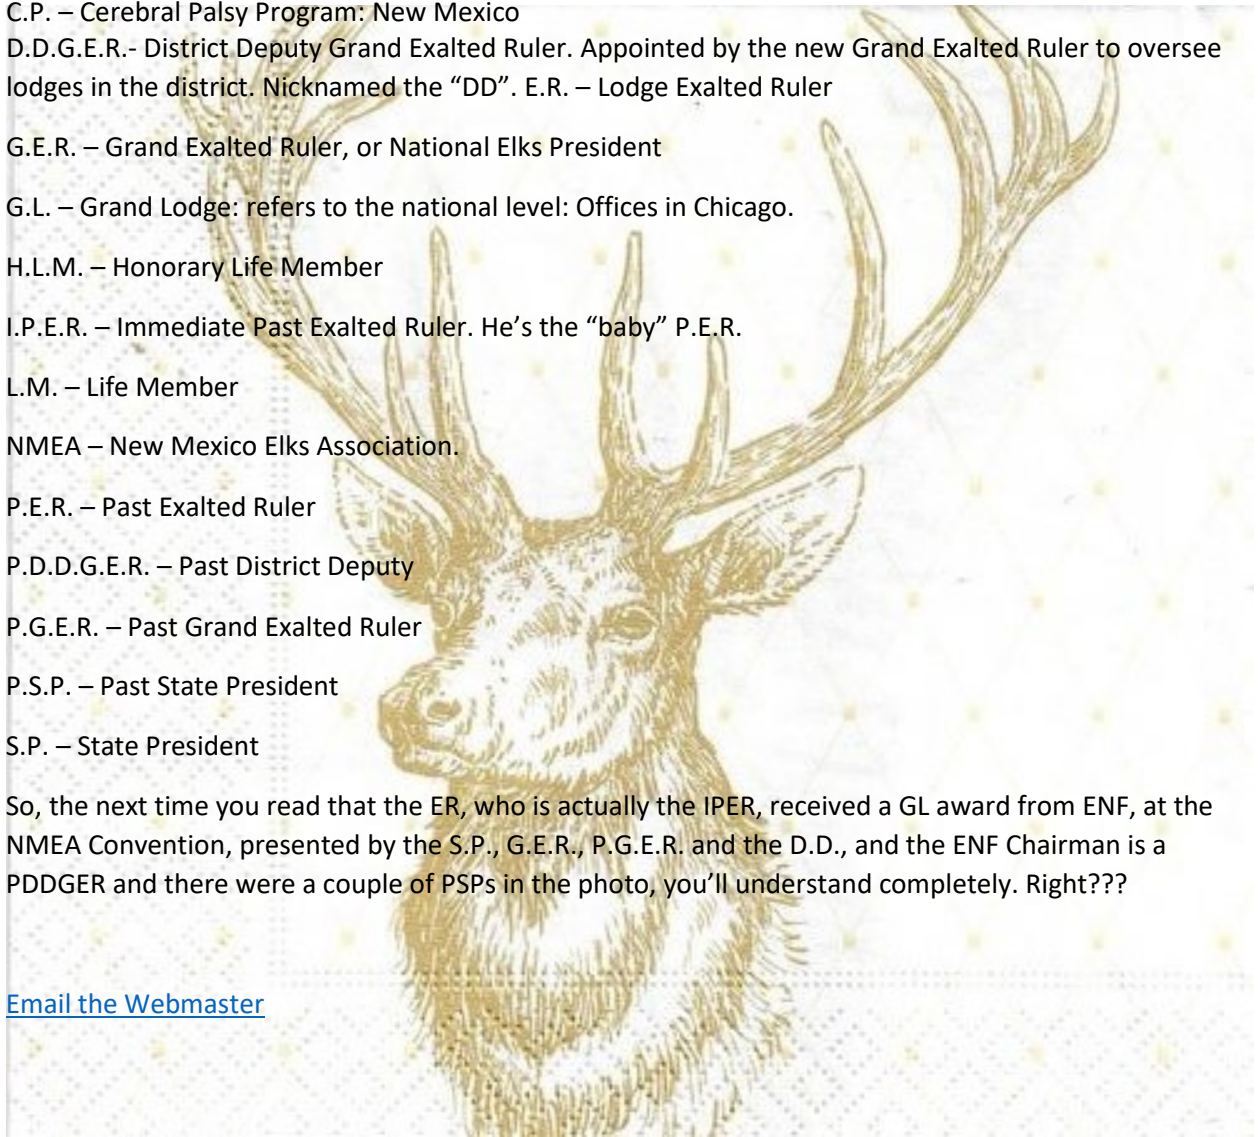 C.P. – Cerebral Palsy Program: New Mexico
D.D.G.E.R.- District Deputy Grand Exalted Ruler. Appointed by the new Grand Exalted Ruler to oversee
lodges in the district. Nicknamed the “DD”. E.R. – Lodge Exalted Ruler
G.E.R. – Grand Exalted Ruler, or National Elks President
G.L. – Grand Lodge: refers to the national level: Offices in Chicago.
H.L.M. – Honorary Life Member
I.P.E.R. – Immediate Past Exalted Ruler. He’s the “baby” P.E.R.
L.M. – Life Member
NMEA – New Mexico Elks Association.
P.E.R. – Past Exalted Ruler
P.D.D.G.E.R. – Past District Deputy
P.G.E.R. – Past Grand Exalted Ruler
P.S.P. – Past State President
S.P. – State President
So, the next time you read that the ER, who is actually the IPER, received a GL award from ENF, at the
NMEA Convention, presented by the S.P., G.E.R., P.G.E.R. and the D.D., and the ENF Chairman is a
PDDGER and there were a couple of PSPs in the photo, you’ll understand completely. Right???
Email the Webmaster